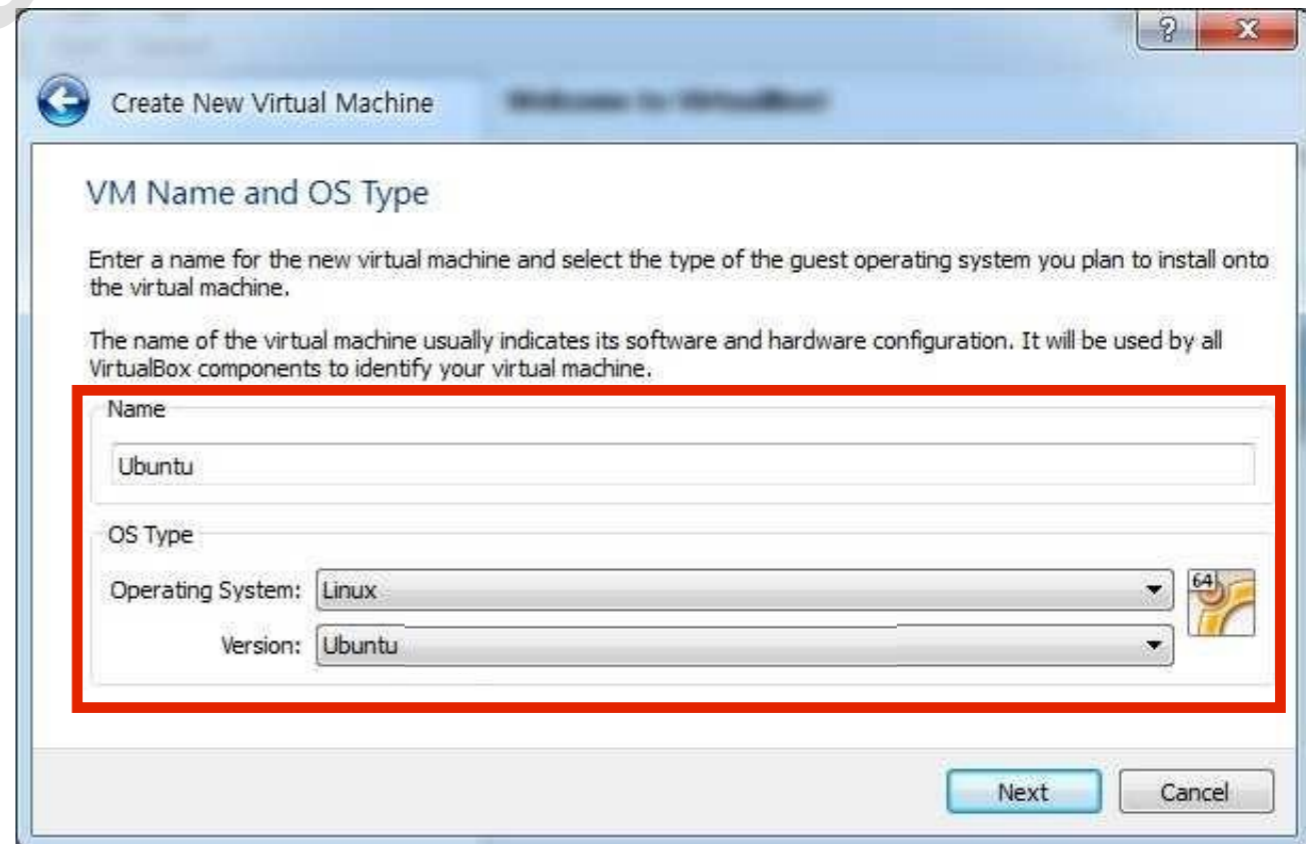 ?
X
Create New Virtual Machine
Welcome to VirtualBox!
VM Name and OS Type
Enter a name for the new virtual machine and select the type of the guest operating system you plan to install onto
the virtual machine.
The name of the virtual machine usually indicates its software and hardware configuration. It will be used by all
VirtualBox components to identify your virtual machine.
Name
Ubuntu
OS Type
Operating System: Linux
64
Version: Ubuntu
Next Cancel